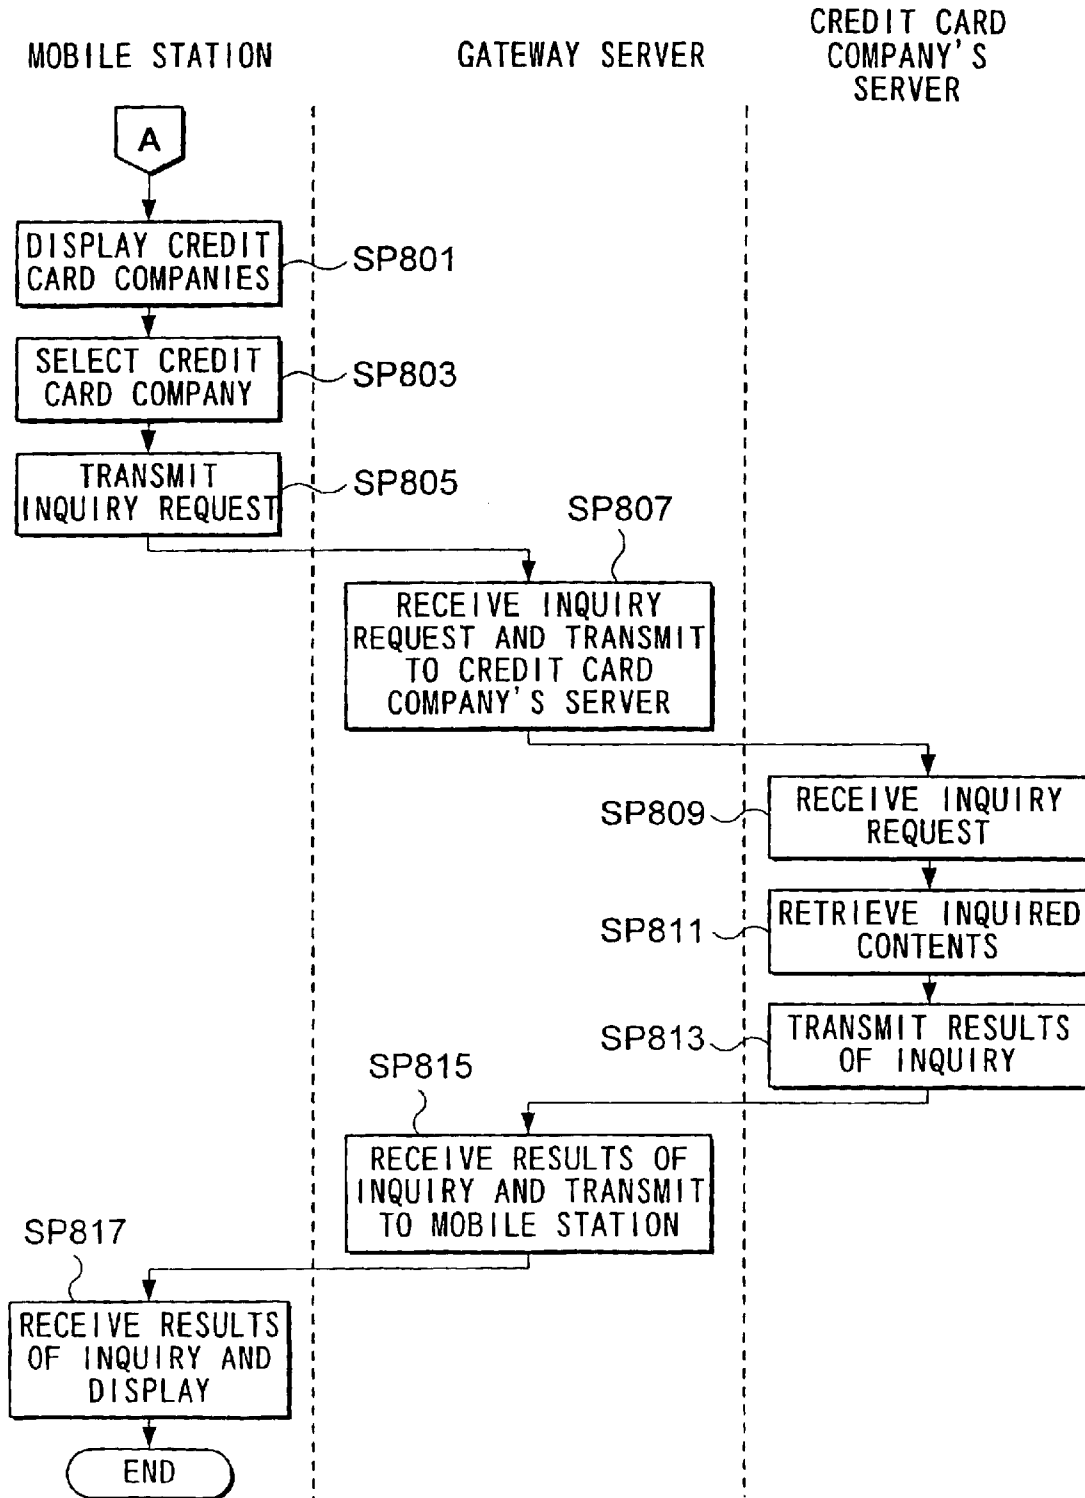 MOBILE STATION
GATEWAY SERVER
CREDIT CARD
COMPANY'S
SERVER
A
DISPLAY CREDIT
CARD COMPANIES
SP801
SELECT CREDIT
CARD COMPANY
SP803
TRANSMIT
INQUIRY REQUEST
SP805
SP807
RECEIVE INQUIRY
REQUEST AND TRANSMIT
TO CREDIT CARD
COMPANY'S SERVER
SP809
RECEIVE INQUIRY
REQUEST
SP811
RETRIEVE INQUIRED
CONTENTS
SP813
TRANSMIT RESULTS
OF INQUIRY
SP815
RECEIVE RESULTS OF
INQUIRY AND TRANSMIT
TO MOBILE STATION
SP817
RECEIVE RESULTS
OF INQUIRY AND
DISPLAY
END